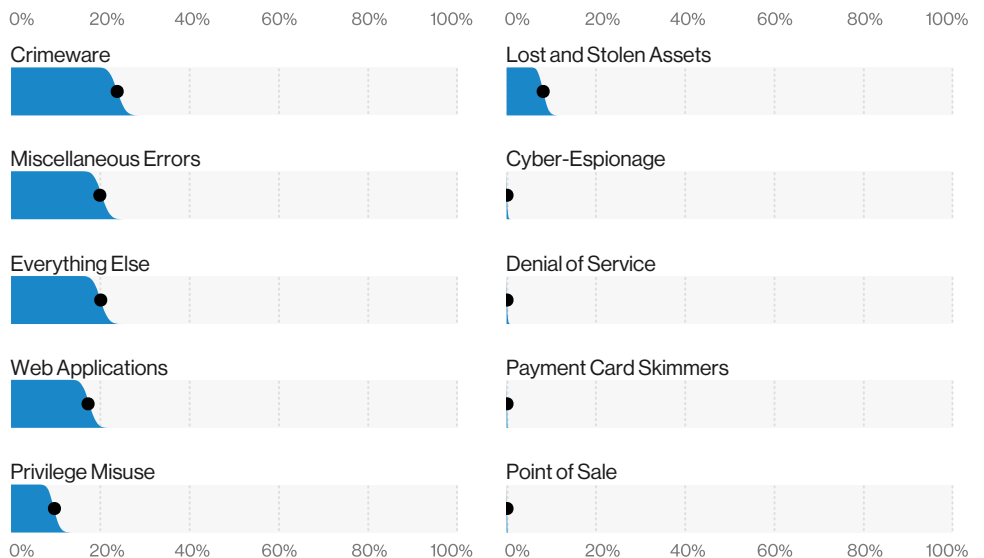 0% 20% 40% 60% 80% 100%
0% 20% 40% 60% 80% 100%
Crimeware
Miscellaneous Errors
Everything Else
Web Applications
Privilege Misuse
0% 20% 40% 60% 80% 100%
Lost and Stolen Assets
Cyber-Espionage
Denial of Service
Payment Card Skimmers
Point of Sale
0% 20% 40% 60% 80% 100%